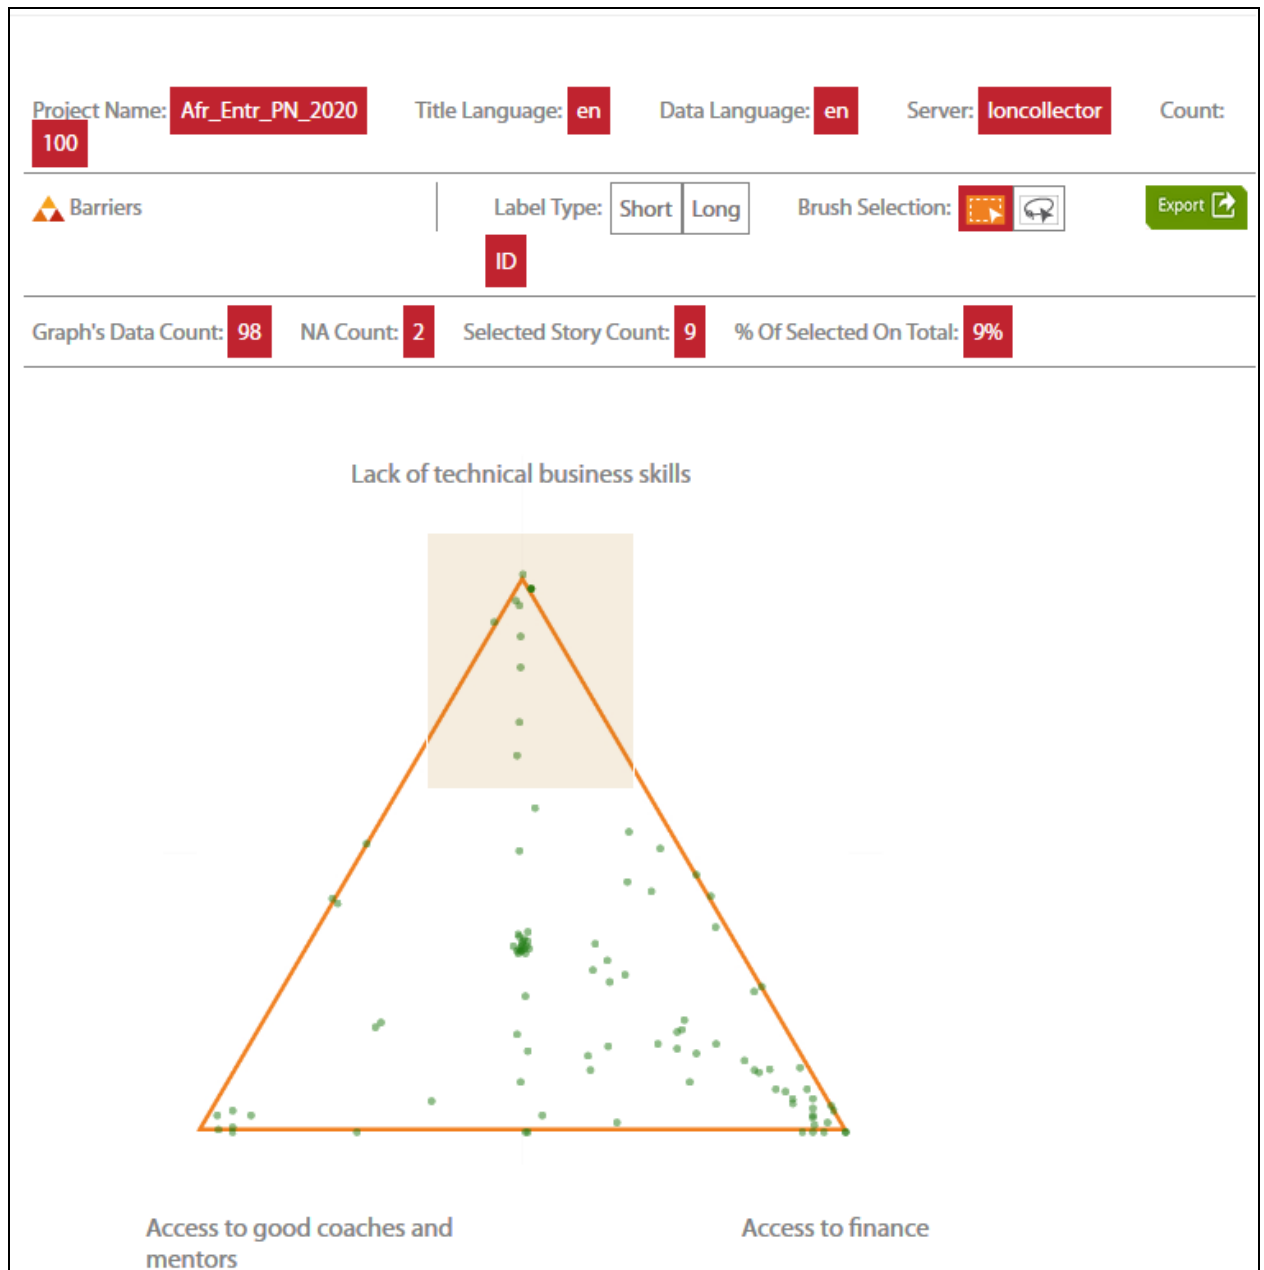 Project Name: Afr_Entr_PN_2020 Title Language: en Data Language: en Server: loncollector Count:
100
Barriers Label Type: Short Long Brush Selection: Export
ID
Graph's Data Count: 98 NA Count: 2 Selected Story Count: 9 % Of Selected On Total: 9%
Lack of technical business skills
Access to good coaches and Access to finance
mentors